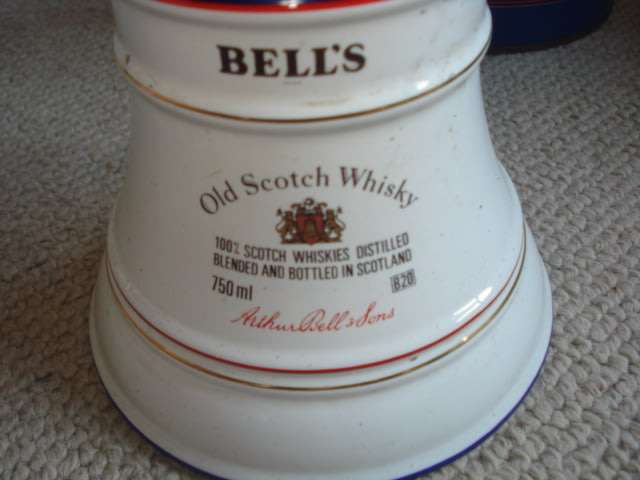 BELL'S
Old Scotch Whisky
100% SCOTCH WHISKIES DISTILLED
BLENDED AND BOTTLED IN SCOTLAND
750 ml B20
Arthur Bell & Sons